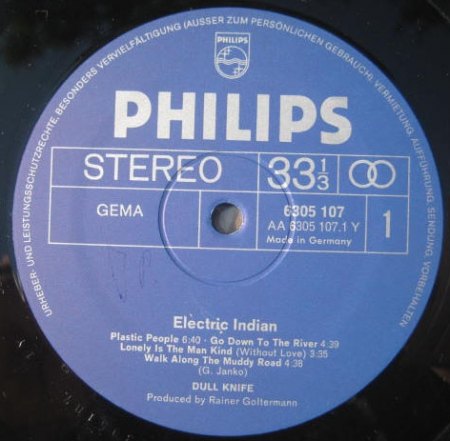 URHEBER- UND LEISTUNGSSCHUTZRECHTE, BESONDERS VERVIELFÄLTIGUNG (AUSSER ZUM PERSÖNLICHEN GEBRAUCH), VERMIETUNG, AUFFÜHRUNG, SENDUNG VORBEHALTEN
PHILIPS
PHILIPS
STEREO 33 1/3
GEMA 6305 107
AA 6305 107.1 Y 1
Made in Germany
Electric Indian
Plastic People 6:40 · Go Down To The River 4:39
Lonely Is The Man Kind (Without Love) 3:35
Walk Along The Muddy Road 4:38
(G. Janko)
DULL KNIFE
Produced by Rainer Goltermann